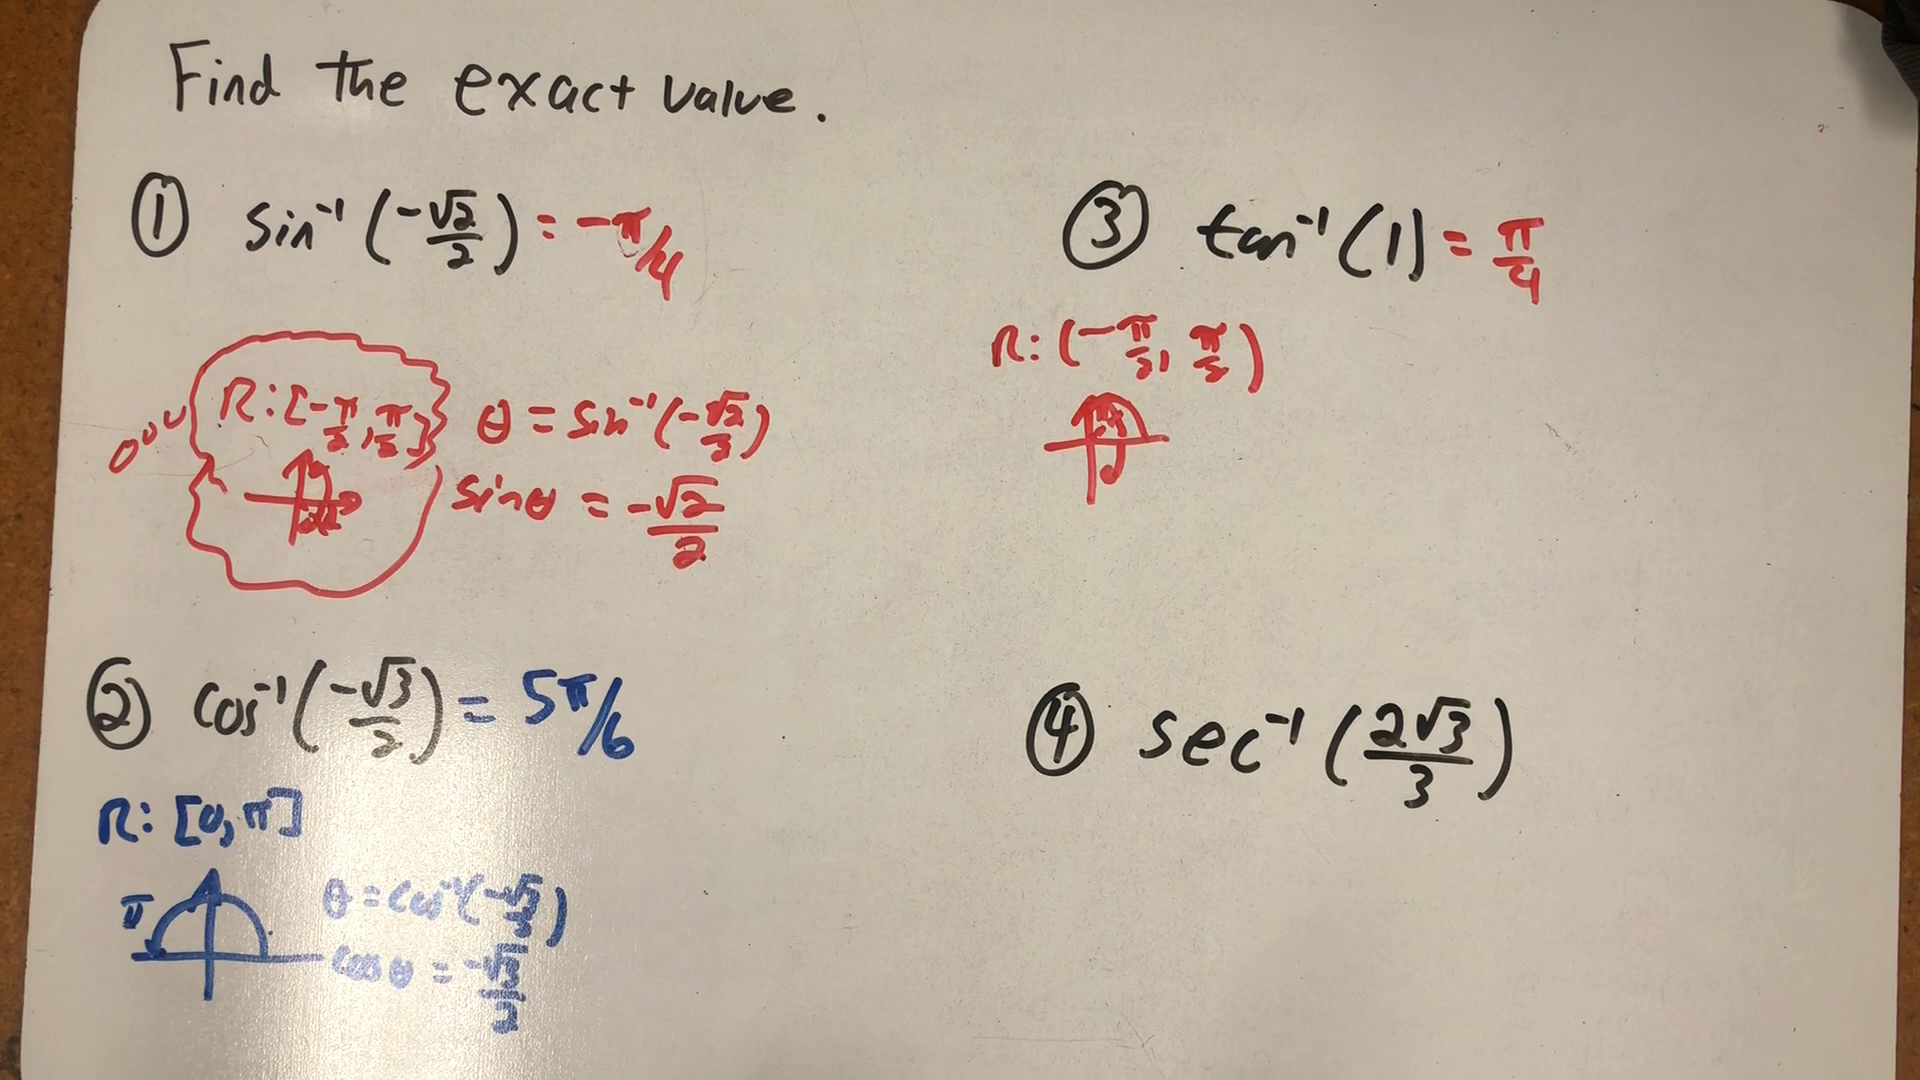 Find the exact value.
① sin⁻¹(-√2/2) = -π/4
R: [-π/2, π/2]
θ = sin⁻¹(-√2/2)
sinθ = -√2/2
② cos⁻¹(-√3/2) = 5π/6
R: [0, π]
π
θ = cos⁻¹(-√3/2)
cos θ = -√3/2
③ tan⁻¹(1) = π/4
R: (-π/2, π/2)
④ sec⁻¹(2√3/3)